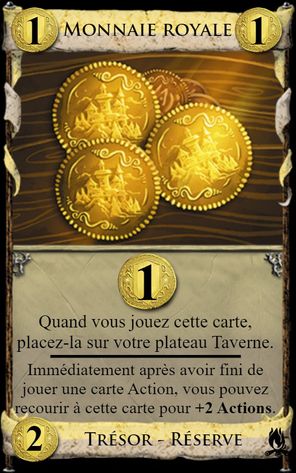 1 MONNAIE ROYALE 1
1
Quand vous jouez cette carte,
placez-la sur votre plateau Taverne.
Immédiatement après avoir fini de
jouer une carte Action, vous pouvez
recourir à cette carte pour +2 Actions.
2 TRÉSOR - RÉSERVE